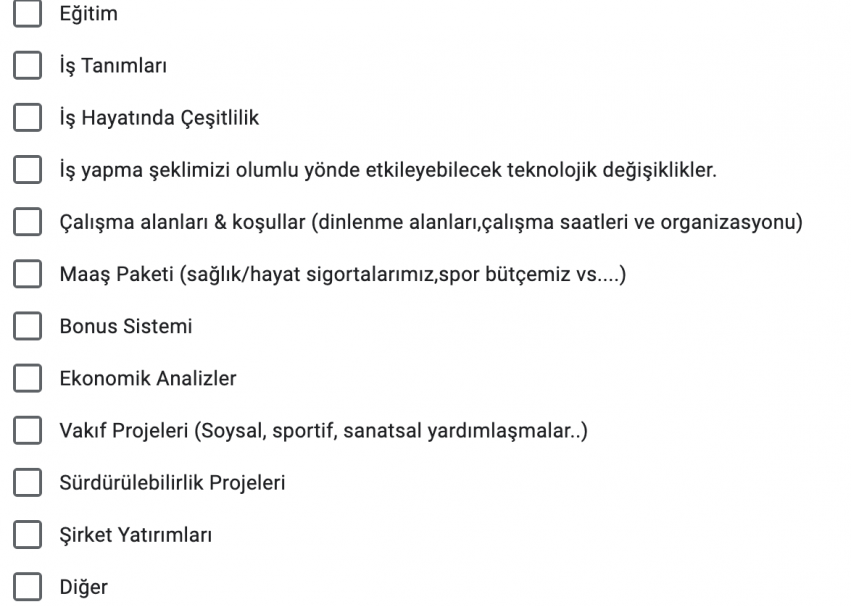 Eğitim
İş Tanımları
İş Hayatında Çeşitlilik
İş yapma şeklimizi olumlu yönde etkileyebilecek teknolojik değişiklikler.
Çalışma alanları & koşullar (dinlenme alanları,çalışma saatleri ve organizasyonu)
Maaş Paketi (sağlık/hayat sigortalarımız,spor bütçemiz vs....)
Bonus Sistemi
Ekonomik Analizler
Vakıf Projeleri (Soysal, sportif, sanatsal yardımlaşmalar..)
Sürdürülebilirlik Projeleri
Şirket Yatırımları
Diğer